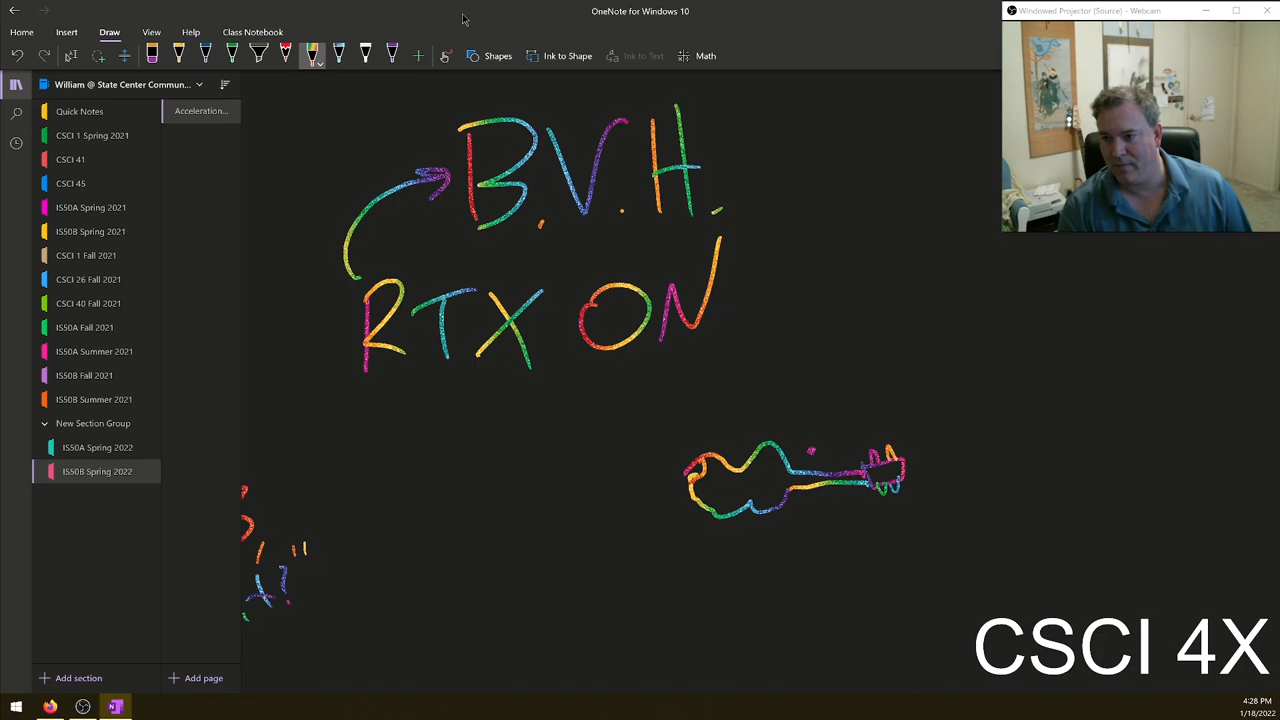 OneNote for Windows 10
Windowed Projector (Source) - Webcam
Home Insert Draw View Help Class Notebook
Shapes Ink to Shape Ink to Text Math
William @ State Center Commun...
Acceleration...
Quick Notes
CSCI 1 Spring 2021
CSCI 41
CSCI 45
IS50A Spring 2021
IS50B Spring 2021
CSCI 1 Fall 2021
CSCI 26 Fall 2021
CSCI 40 Fall 2021
IS50A Fall 2021
IS50A Summer 2021
IS50B Fall 2021
IS50B Summer 2021
New Section Group
IS50A Spring 2022
IS50B Spring 2022
B.V.H.
RTX ON
CSCI 4X
Add section Add page
4:28 PM
1/18/2022